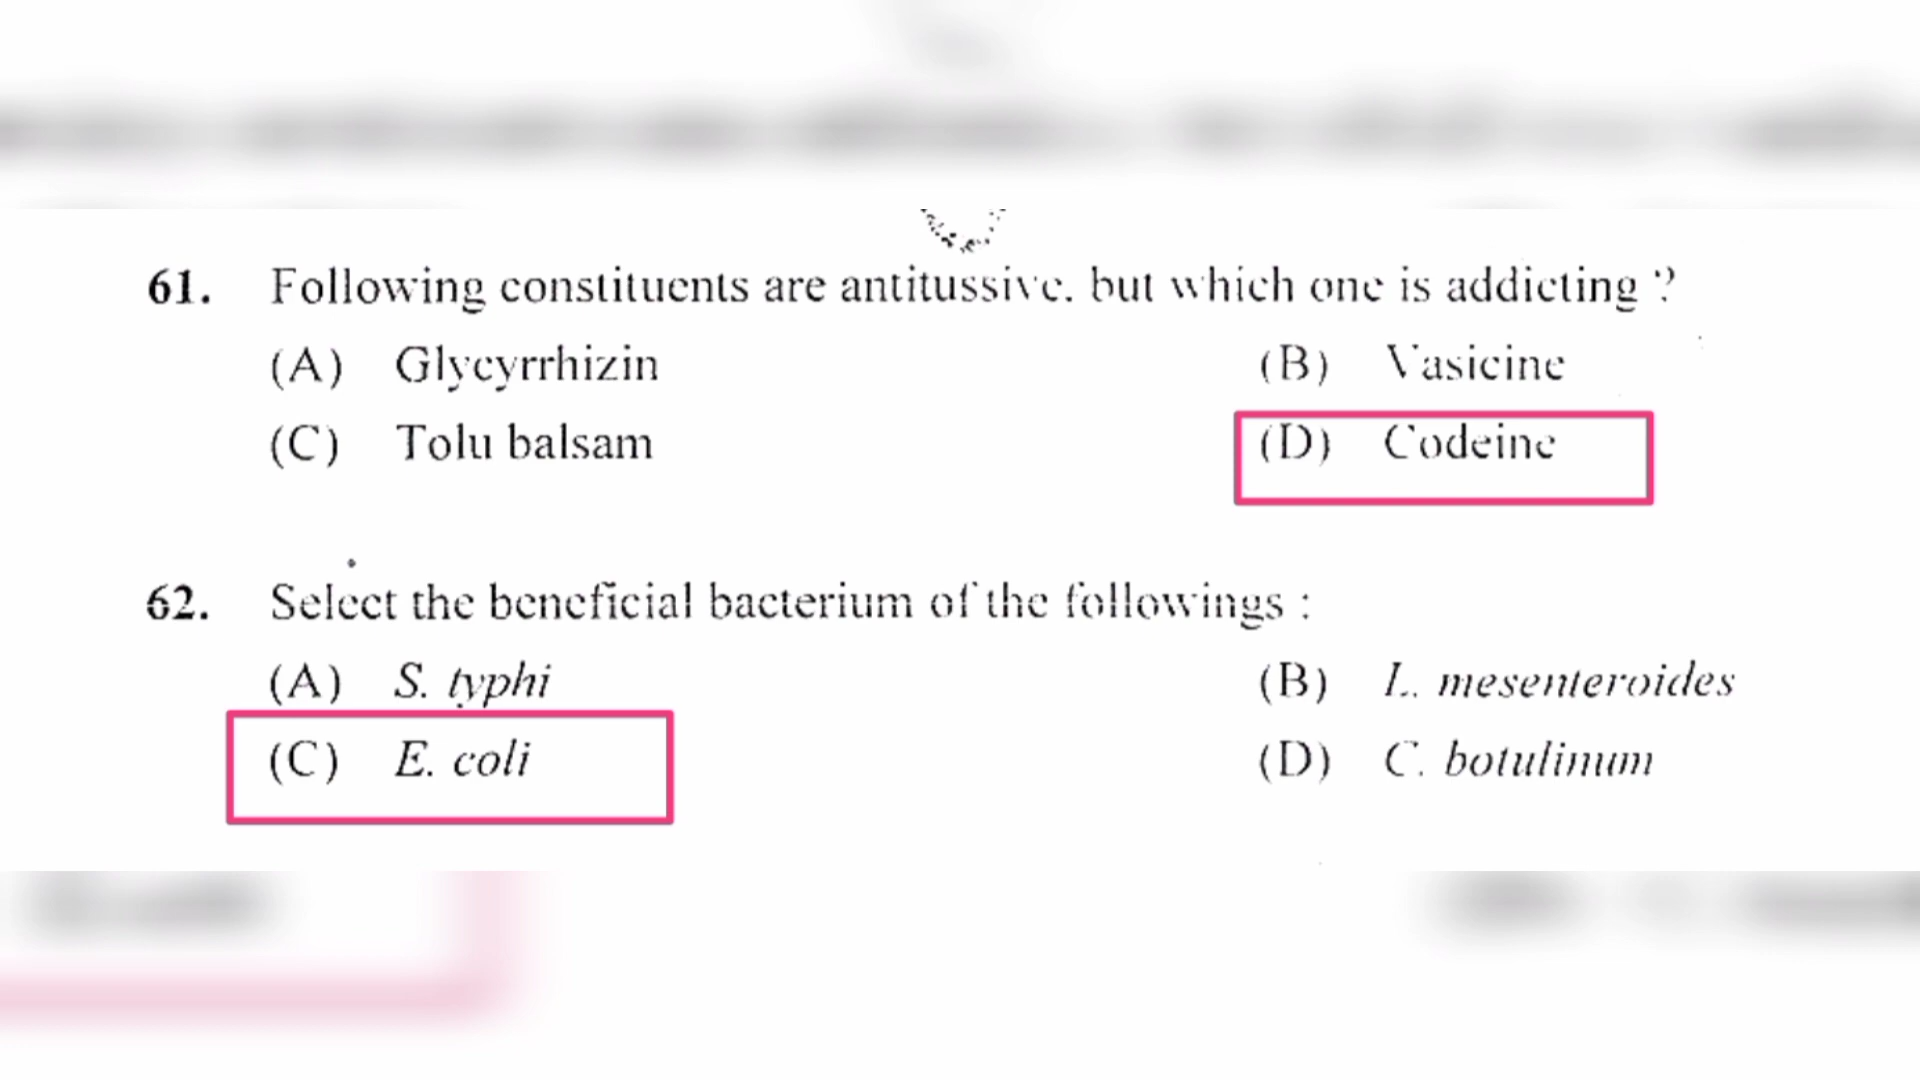 61. Following constituents are antitussive. but which one is addicting ?
(A) Glycyrrhizin (B) Vasicine
(C) Tolu balsam (D) Codeine
62. Select the beneficial bacterium of the followings :
(A) S. typhi (B) L. mesenteroides
(C) E. coli (D) C. botulinum